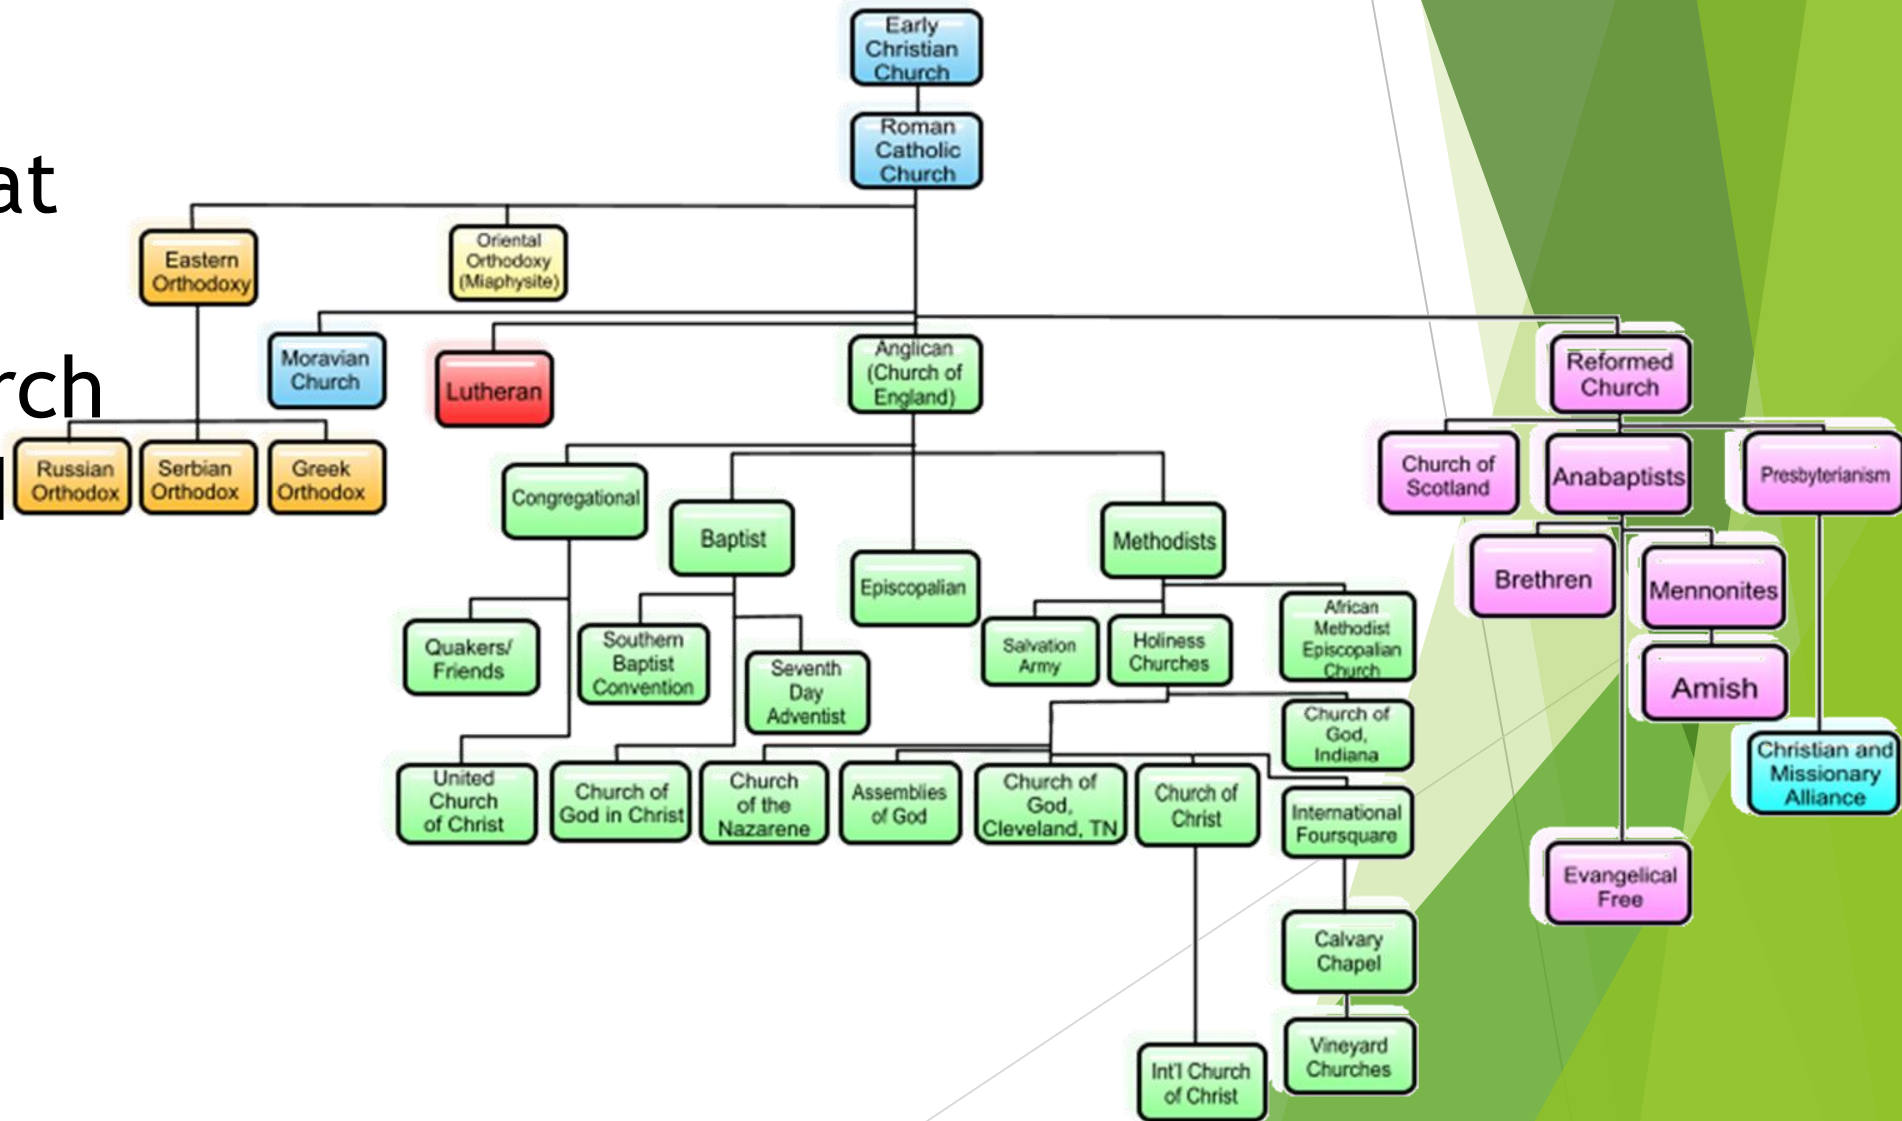 Early
Christian
Church
Roman
Catholic
Church
at
Eastern
Orthodoxy
Oriental
Orthodoxy
(Miaphysite)
rch
Moravian
Church
Lutheran
Anglican
(Church of
England)
Reformed
Church
Russian
Orthodox
Serbian
Orthodox
Greek
Orthodox
Congregational
Baptist
Episcopalian
Methodists
Church of
Scotland
Anabaptists
Presbyterianism
Brethren
Mennonites
Amish
Quakers/
Friends
Southern
Baptist
Convention
Seventh
Day
Adventist
Salvation
Army
Holiness
Churches
African
Methodist
Episcopalian
Church
Church of
God,
Indiana
Christian and
Missionary
Alliance
United
Church
of Christ
Church of
God in Christ
Church
of the
Nazarene
Assemblies
of God
Church of
God,
Cleveland, TN
Church of
Christ
International
Foursquare
Evangelical
Free
Calvary
Chapel
Int'l Church
of Christ
Vineyard
Churches